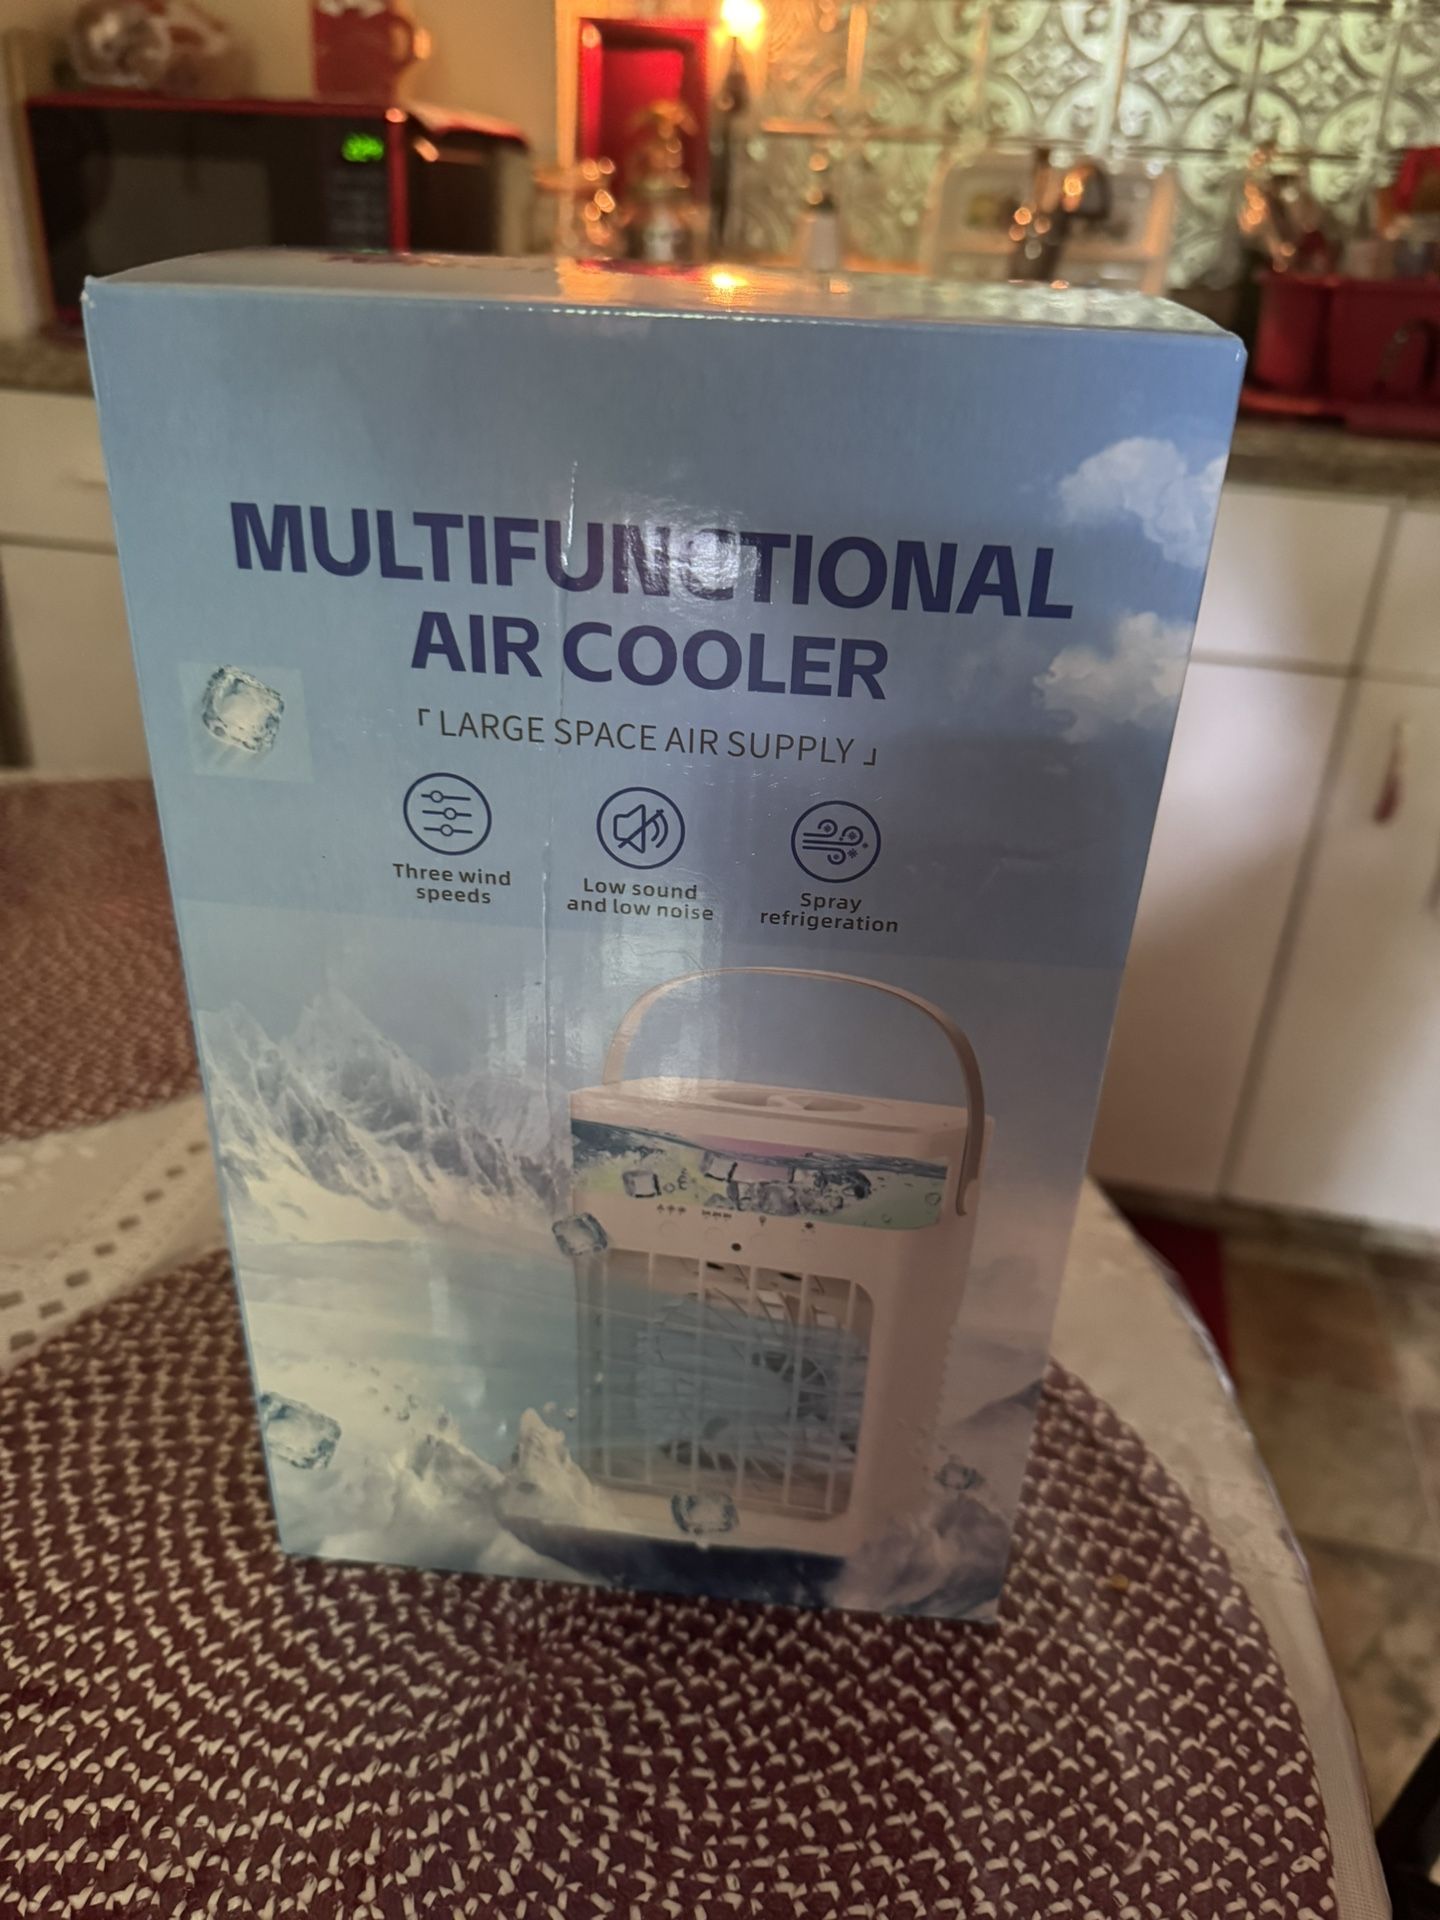 MULTIFUNCTIONAL
AIR COOLER
「LARGE SPACE AIR SUPPLY」
Three wind
speeds
Low sound
and low noise
Spray
refrigeration